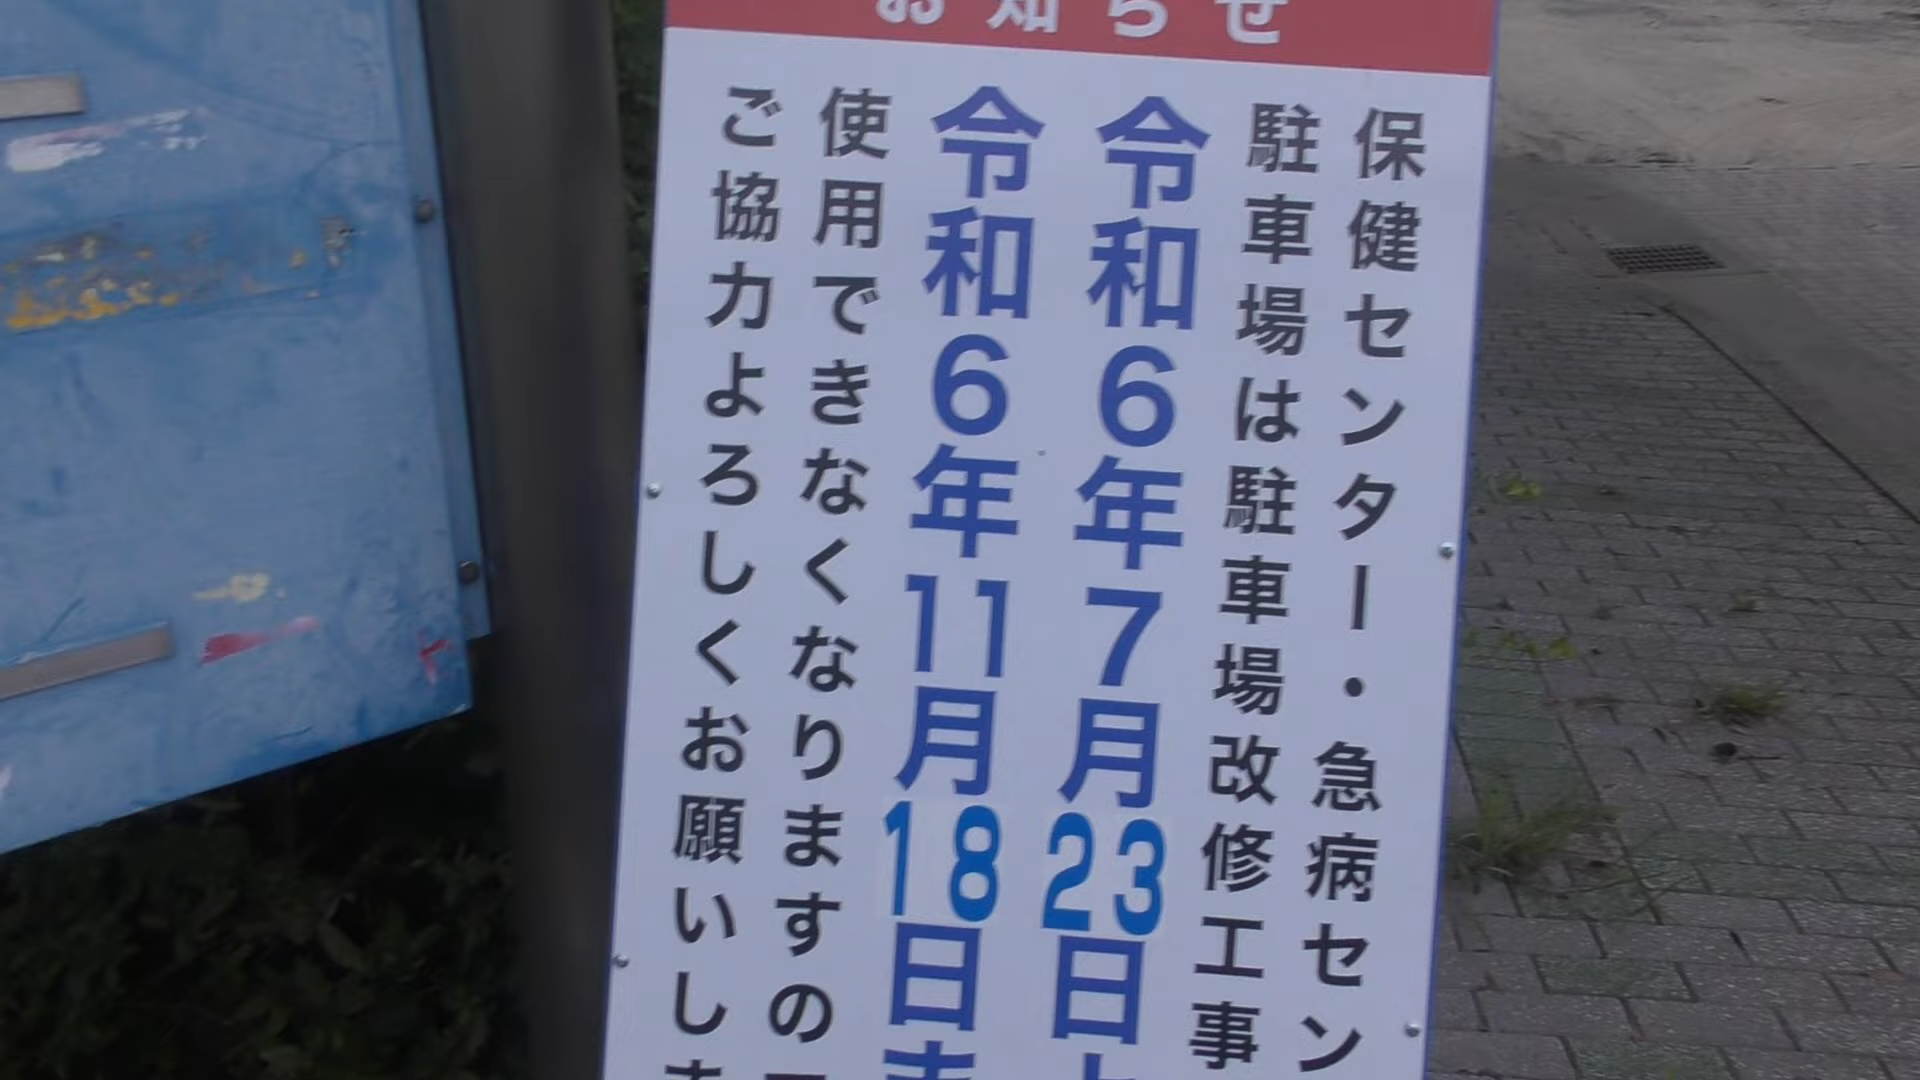 お知らせ
保健センター・急病セン
駐車場は駐車場改修工事
令和6年7月23日
令和6年11月18日ま
使用できなくなりますの
ご協力よろしくお願いしま